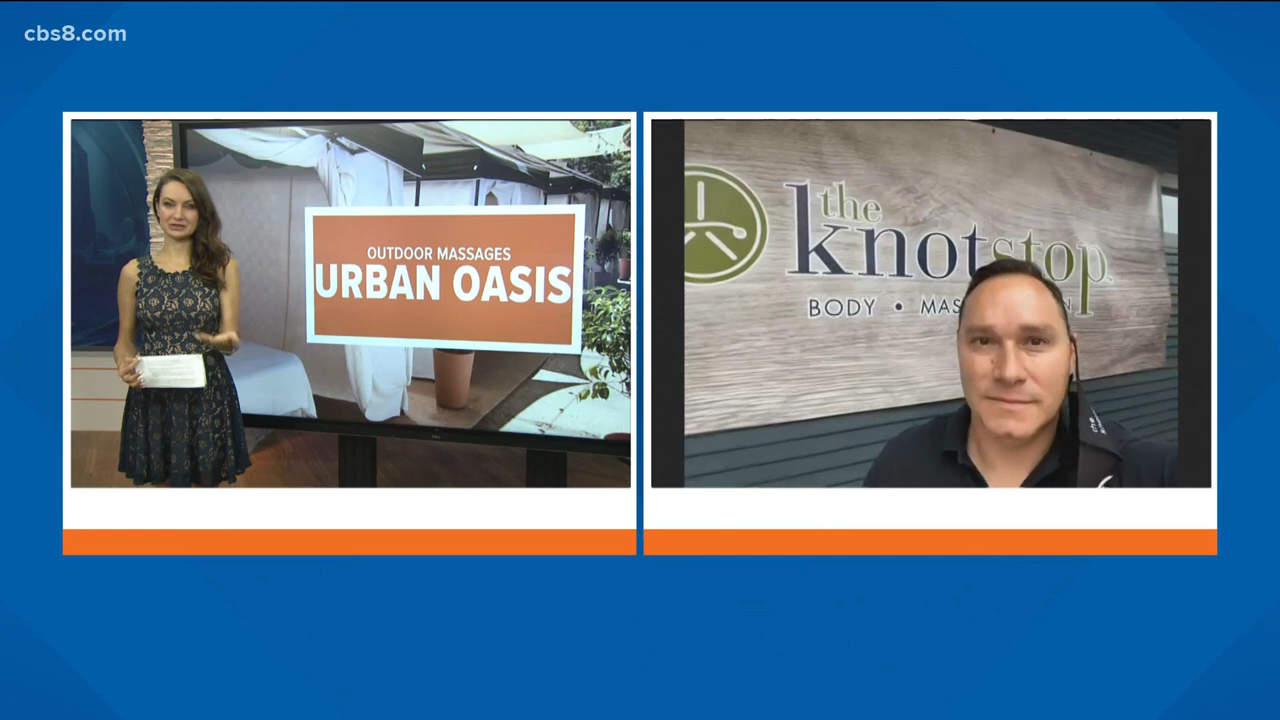 cbs8.com
OUTDOOR MASSAGES
URBAN OASIS
the
knotstop
BODY • MAS